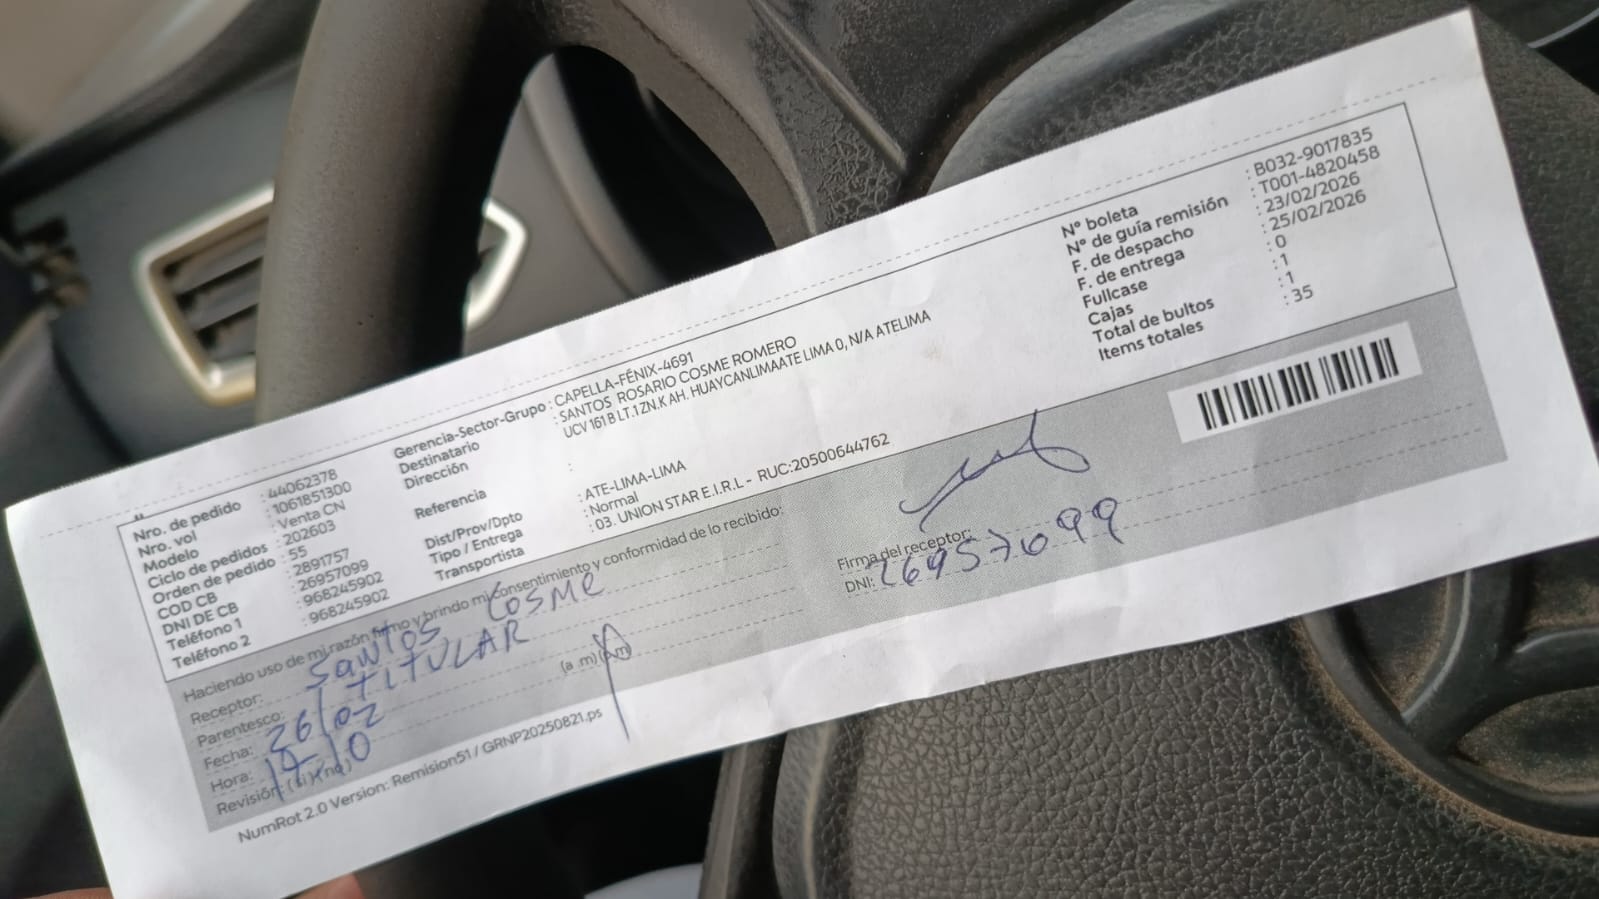 Nro. de pedido : 44062378
Nro. vol : 1061851300
Modelo : Venta CN
Ciclo de pedidos : 202603
Orden de pedido : 55
COD CB : 2891757
DNI DE CB : 26957099
Teléfono 1 : 968245902
Teléfono 2 : 968245902
Gerencia-Sector-Grupo : CAPELLA-FÉNIX-4691
Destinatario : SANTOS ROSARIO COSME ROMERO
Dirección UCV 161 B LT.1 ZN.K AH. HUAYCANLIMAATE LIMA 0, N/A ATELIMA
Referencia :
Dist/Prov/Dpto : ATE-LIMA-LIMA
Tipo / Entrega : Normal
Transportista : 03. UNION STAR E.I.R.L - RUC:20500644762
N° boleta : B032-9017835
N° de guía remisión : T001-4820458
F. de despacho : 23/02/2026
F. de entrega : 25/02/2026
Fullcase : 0
Cajas : 1
Total de bultos : 1
Items totales : 35
Haciendo uso de mi razón firmo y brindo mi consentimiento y conformidad de lo recibido:
Receptor: SANTOS COSME
Parentesco: TITULAR
Fecha: 26/02
Hora: 17:10 (a .m) (p.m)
Revisión: (si) (no)
Firma del receptor:
DNI: 26957099
NumRot 2.0 Version: Remision51 / GRNP20250821.ps